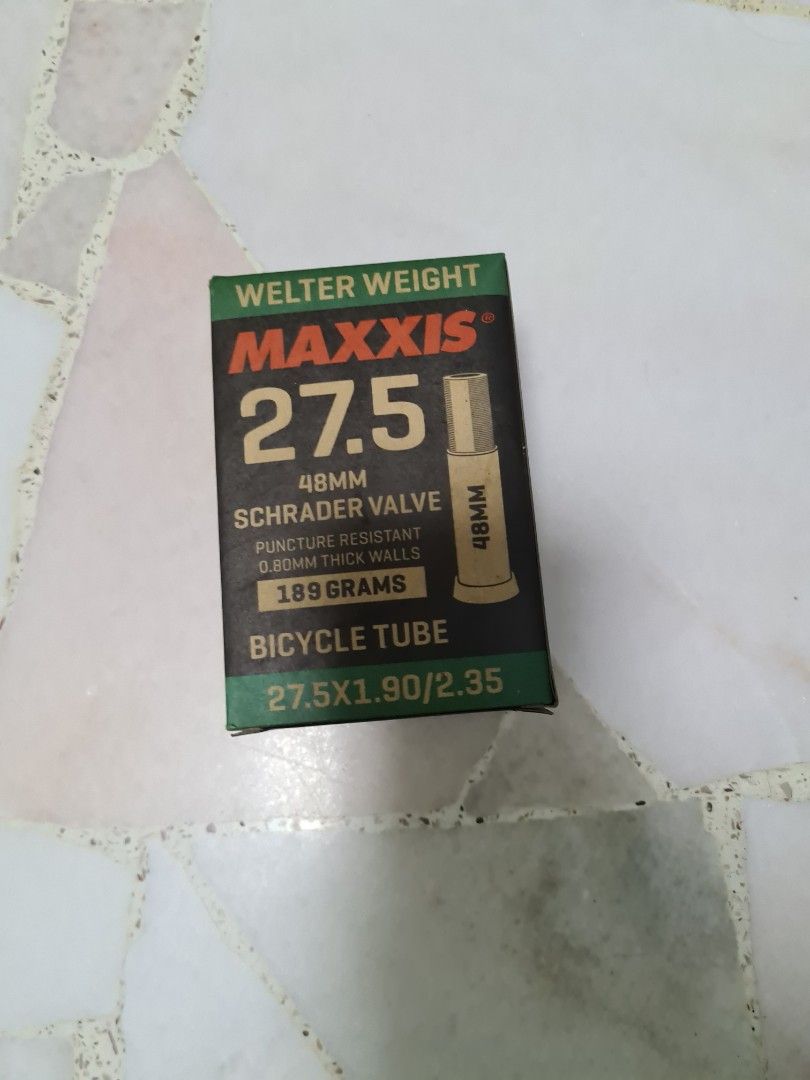 WELTER WEIGHT
MAXXIS®
27.5
48MM
SCHRADER VALVE
PUNCTURE RESISTANT
0.80MM THICK WALLS
189 GRAMS
48MM
BICYCLE TUBE
27.5X1.90/2.35